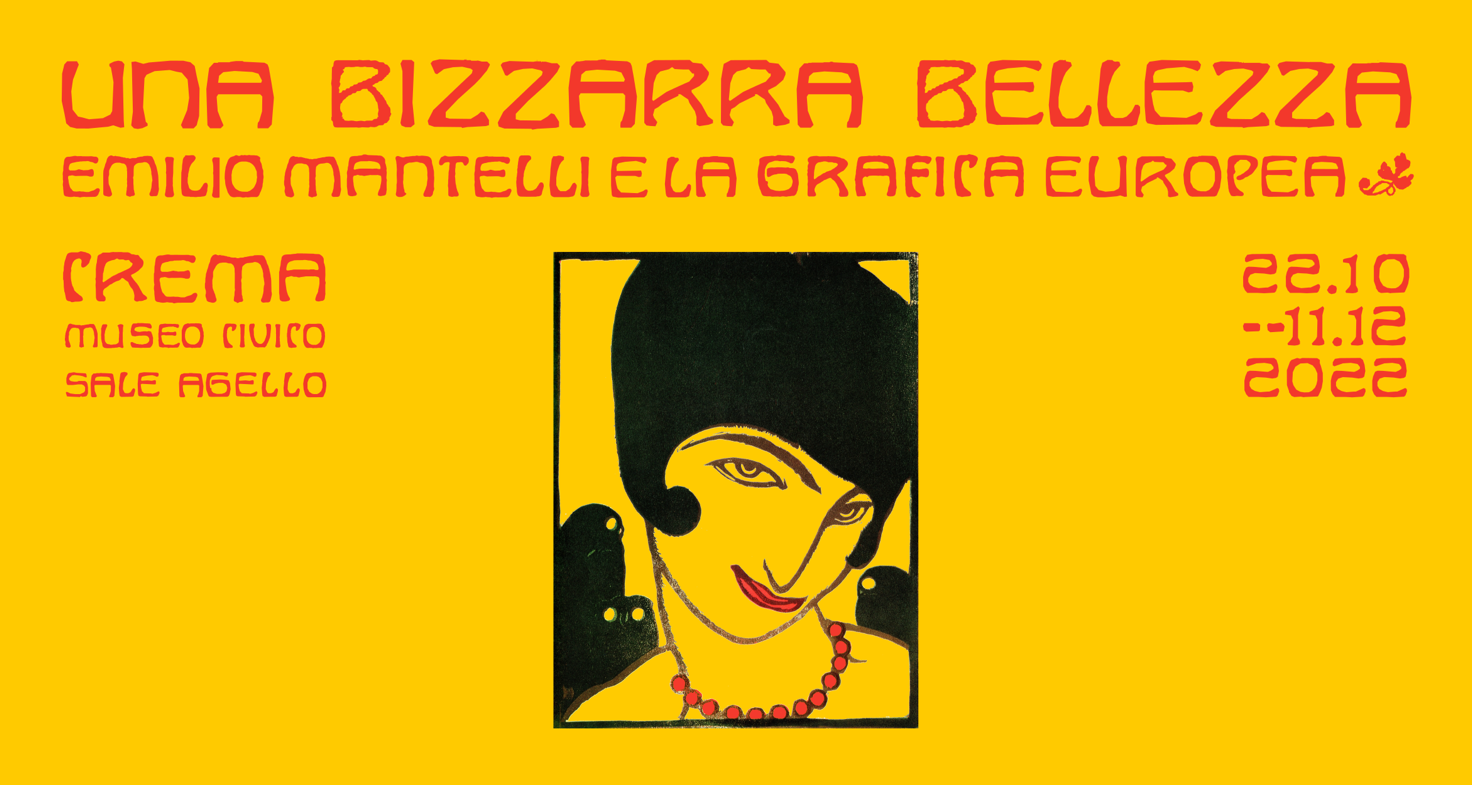 UNA BIZZARRA BELLEZZA
EMILIO MANTELLI E LA GRAFICA EUROPEA
CREMA
MUSEO CIVICO
SALE AGELLO
22.10
--11.12
2022